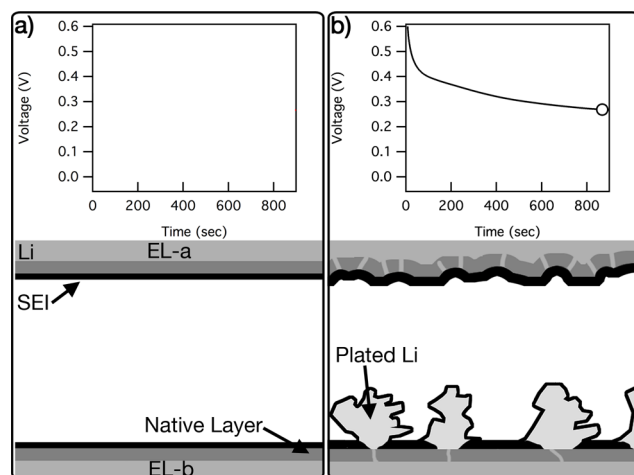 a)
0.6
0.5
0.4
0.3
0.2
0.1
0.0
Voltage (V)
0 200 400 600 800
Time (sec)
Li
EL-a
SEI
Native Layer
EL-b
b)
0.6
0.5
0.4
0.3
0.2
0.1
0.0
Voltage (V)
0 200 400 600 800
Time (sec)
Plated Li